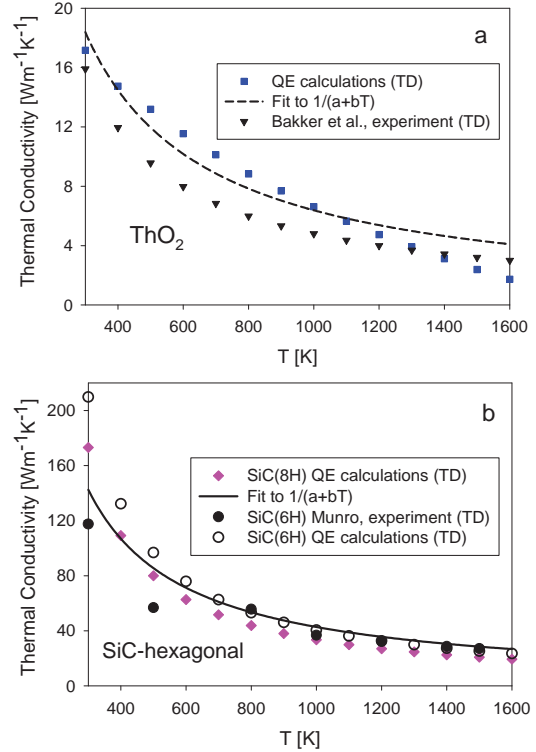 20
a
16
QE calculations (TD)
Fit to 1/(a+bT)
Bakker et al., experiment (TD)
12
8
4
ThO₂
0
Thermal Conductivity [Wm⁻¹K⁻¹]
400 600 800 1000 1200 1400 1600
T [K]
b
200
160
SiC(8H) QE calculations (TD)
Fit to 1/(a+bT)
SiC(6H) Munro, experiment (TD)
SiC(6H) QE calculations (TD)
120
80
40
SiC-hexagonal
0
Thermal Conductivity [Wm⁻¹K⁻¹]
400 600 800 1000 1200 1400 1600
T [K]